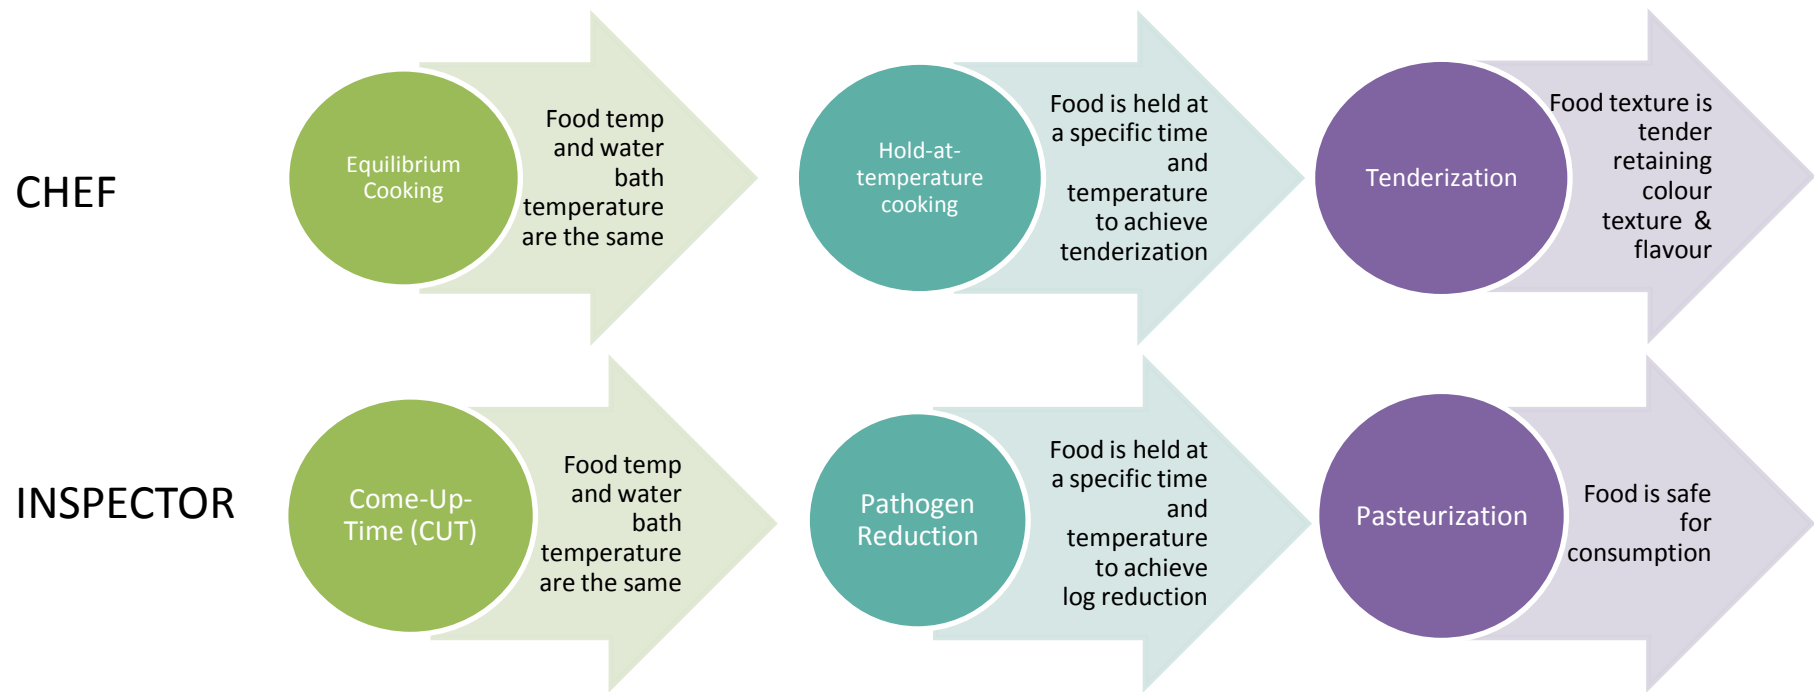 CHEF
Equilibrium
Cooking
Food temp
and water
bath
temperature
are the same
Hold-at-
temperature
cooking
Food is held at
a specific time
and
temperature
to achieve
tenderization
Tenderization
Food texture is
tender
retaining
colour
texture & 
flavour
INSPECTOR
Come-Up-
Time (CUT)
Food temp
and water
bath
temperature
are the same
Pathogen
Reduction
Food is held at
a specific time
and
temperature
to achieve
log reduction
Pasteurization
Food is safe
for
consumption